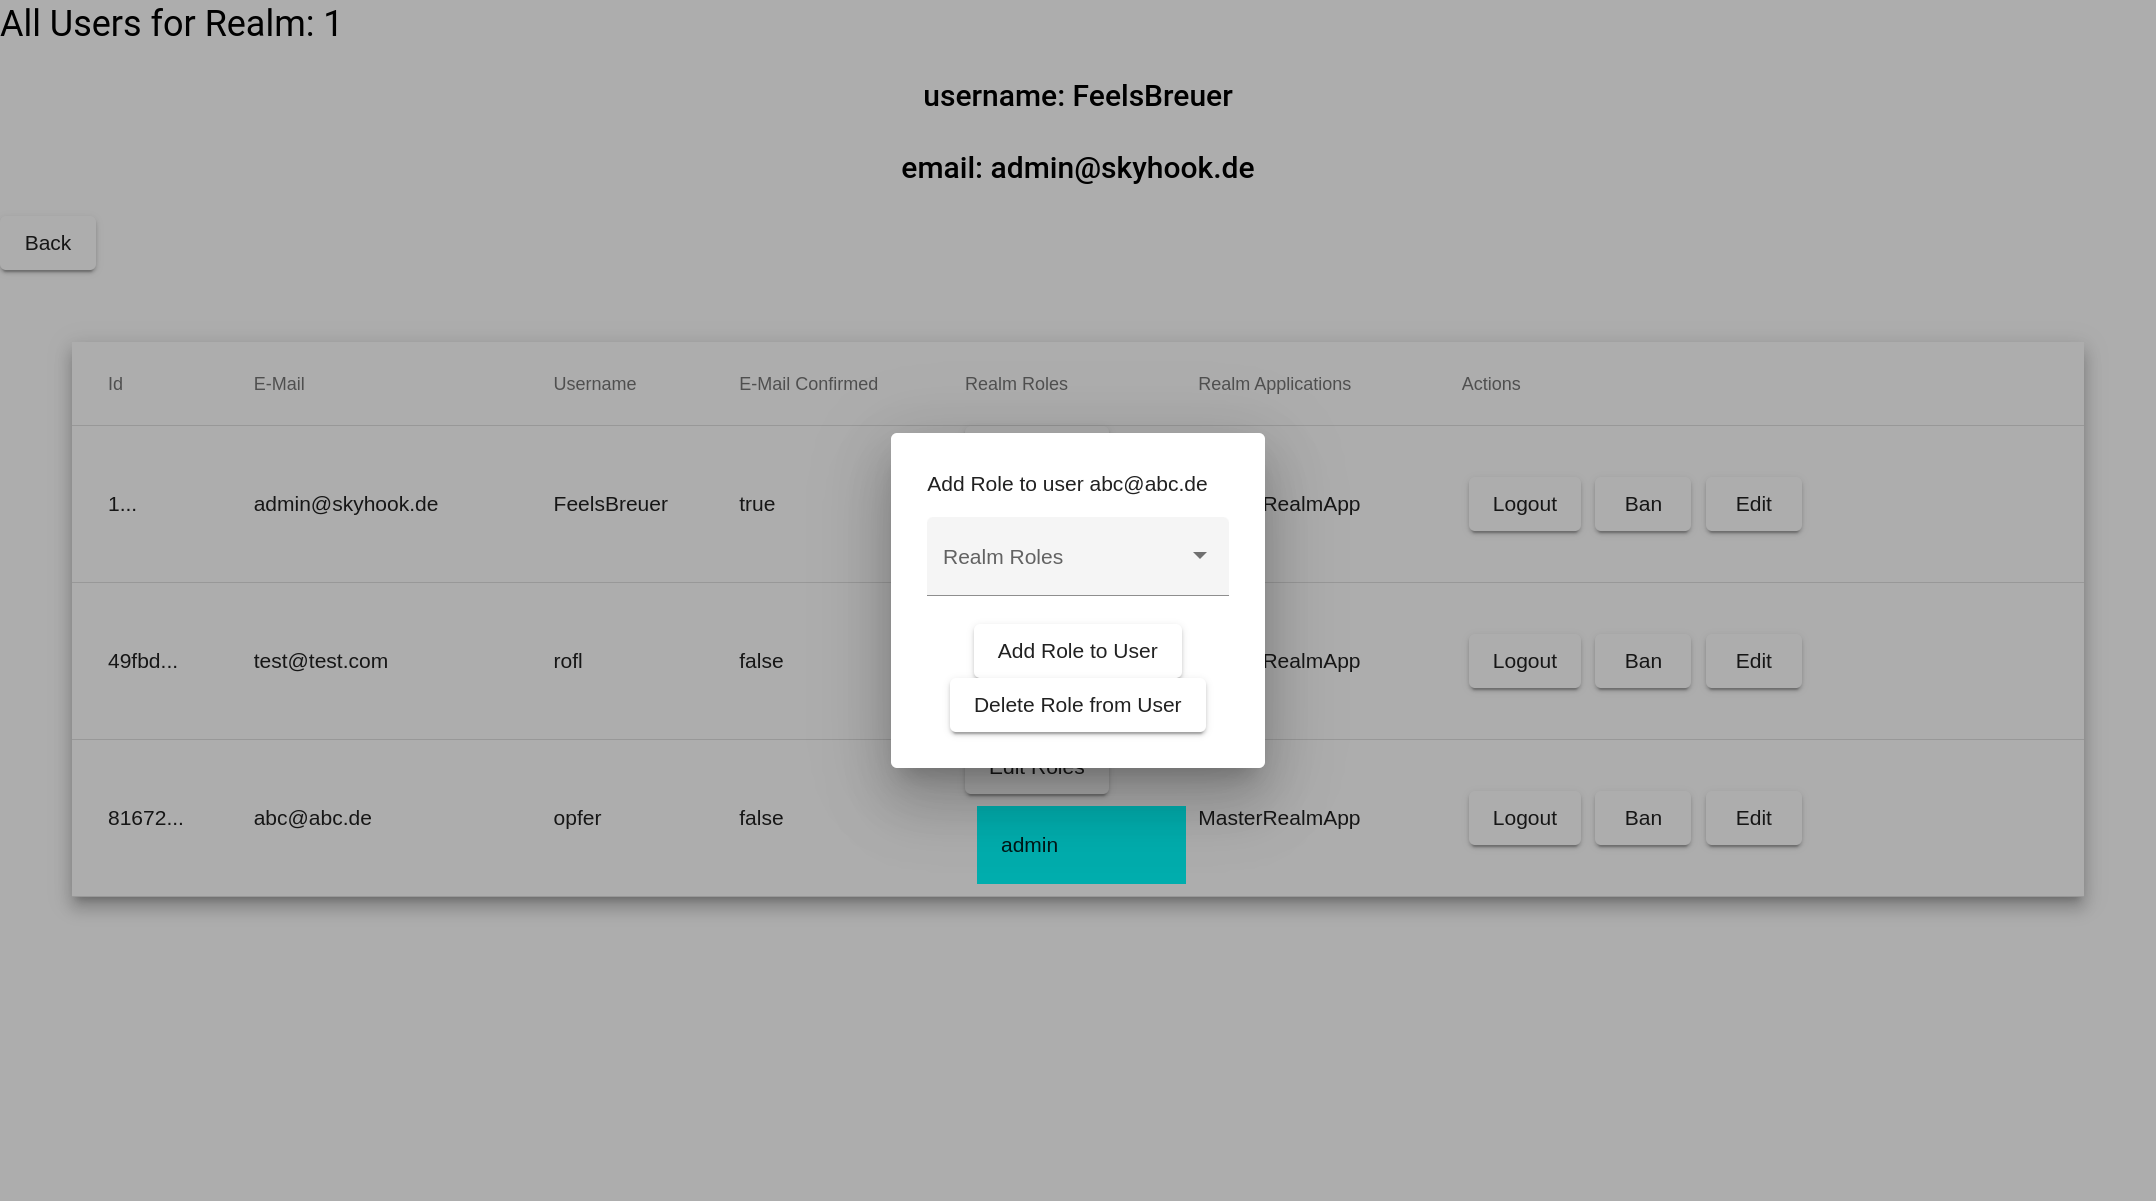 All Users for Realm: 1
username: FeelsBreuer
email: admin@skyhook.de
Back
Id E-Mail Username E-Mail Confirmed Realm Roles Realm Applications Actions
1... admin@skyhook.de FeelsBreuer true RealmApp Logout Ban Edit
49fbd... test@test.com rofl false RealmApp Logout Ban Edit
Edit Roles
81672... abc@abc.de opfer false MasterRealmApp Logout Ban Edit
admin
Add Role to user abc@abc.de
Realm Roles
Add Role to User
Delete Role from User